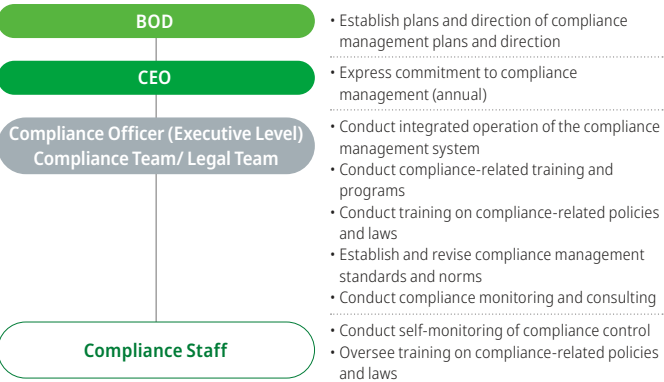 BOD
• Establish plans and direction of compliance
management plans and direction
CEO
• Express commitment to compliance
management (annual)
Compliance Officer (Executive Level)
Compliance Team/ Legal Team
• Conduct integrated operation of the compliance
management system
• Conduct compliance-related training and
programs
• Conduct training on compliance-related policies
and laws
• Establish and revise compliance management
standards and norms
• Conduct compliance monitoring and consulting
Compliance Staff
• Conduct self-monitoring of compliance control
• Oversee training on compliance-related policies
and laws